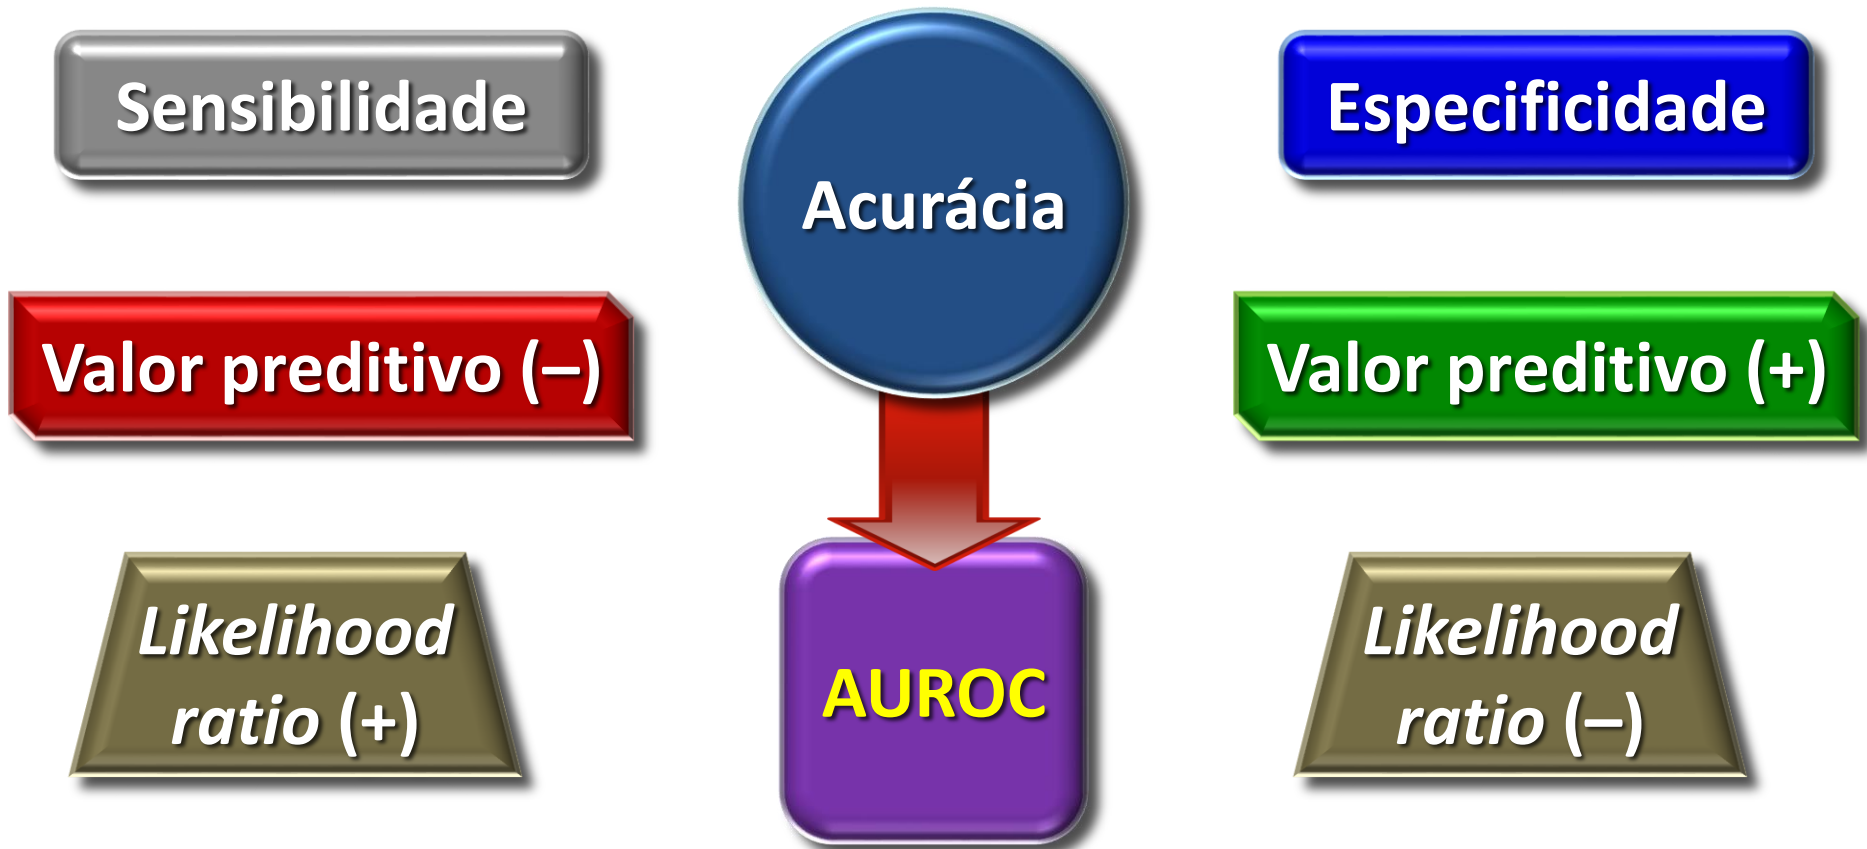 Sensibilidade
Acurácia
Especificidade
Valor preditivo (–)
Valor preditivo (+)
Likelihood
ratio (+)
AUROC
Likelihood
ratio (–)